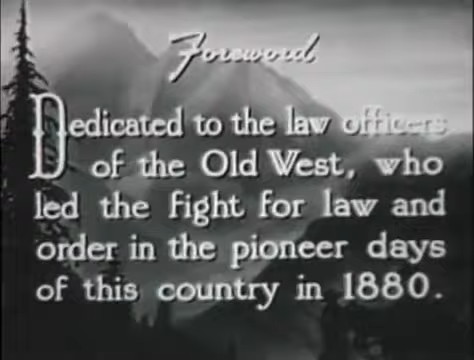 Foreword
Dedicated to the law officers
of the Old West, who
led the fight for law and
order in the pioneer days
of this country in 1880.